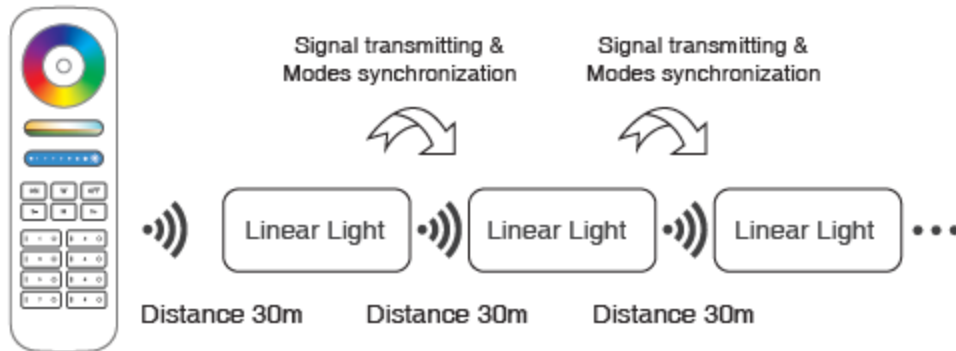 Signal transmitting &
Modes synchronization
Signal transmitting &
Modes synchronization
Linear Light
Linear Light
Linear Light
Distance 30m
Distance 30m
Distance 30m